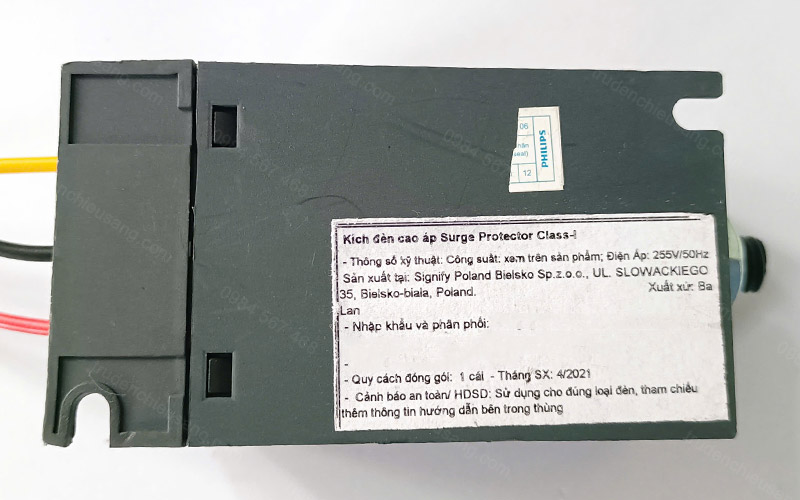 06
PHILIPS
12
Kích đèn cao áp Surge Protector Class-I
- Thông số kỹ thuật: Công suất: xem trên sản phẩm; Điện Áp: 255V/50Hz
Sản xuất tại: Signify Poland Bielsko Sp.z.o.o., UL. SLOWACKIEGO
35, Bielsko-biala, Poland. Xuất xứ: Ba
Lan
- Nhập khẩu và phân phối:
-
- Quy cách đóng gói: 1 cái - Tháng SX: 4/2021
- Cảnh báo an toàn/ HDSD: Sử dụng cho đúng loại đèn, tham chiếu
thêm thông tin hướng dẫn bên trong thùng